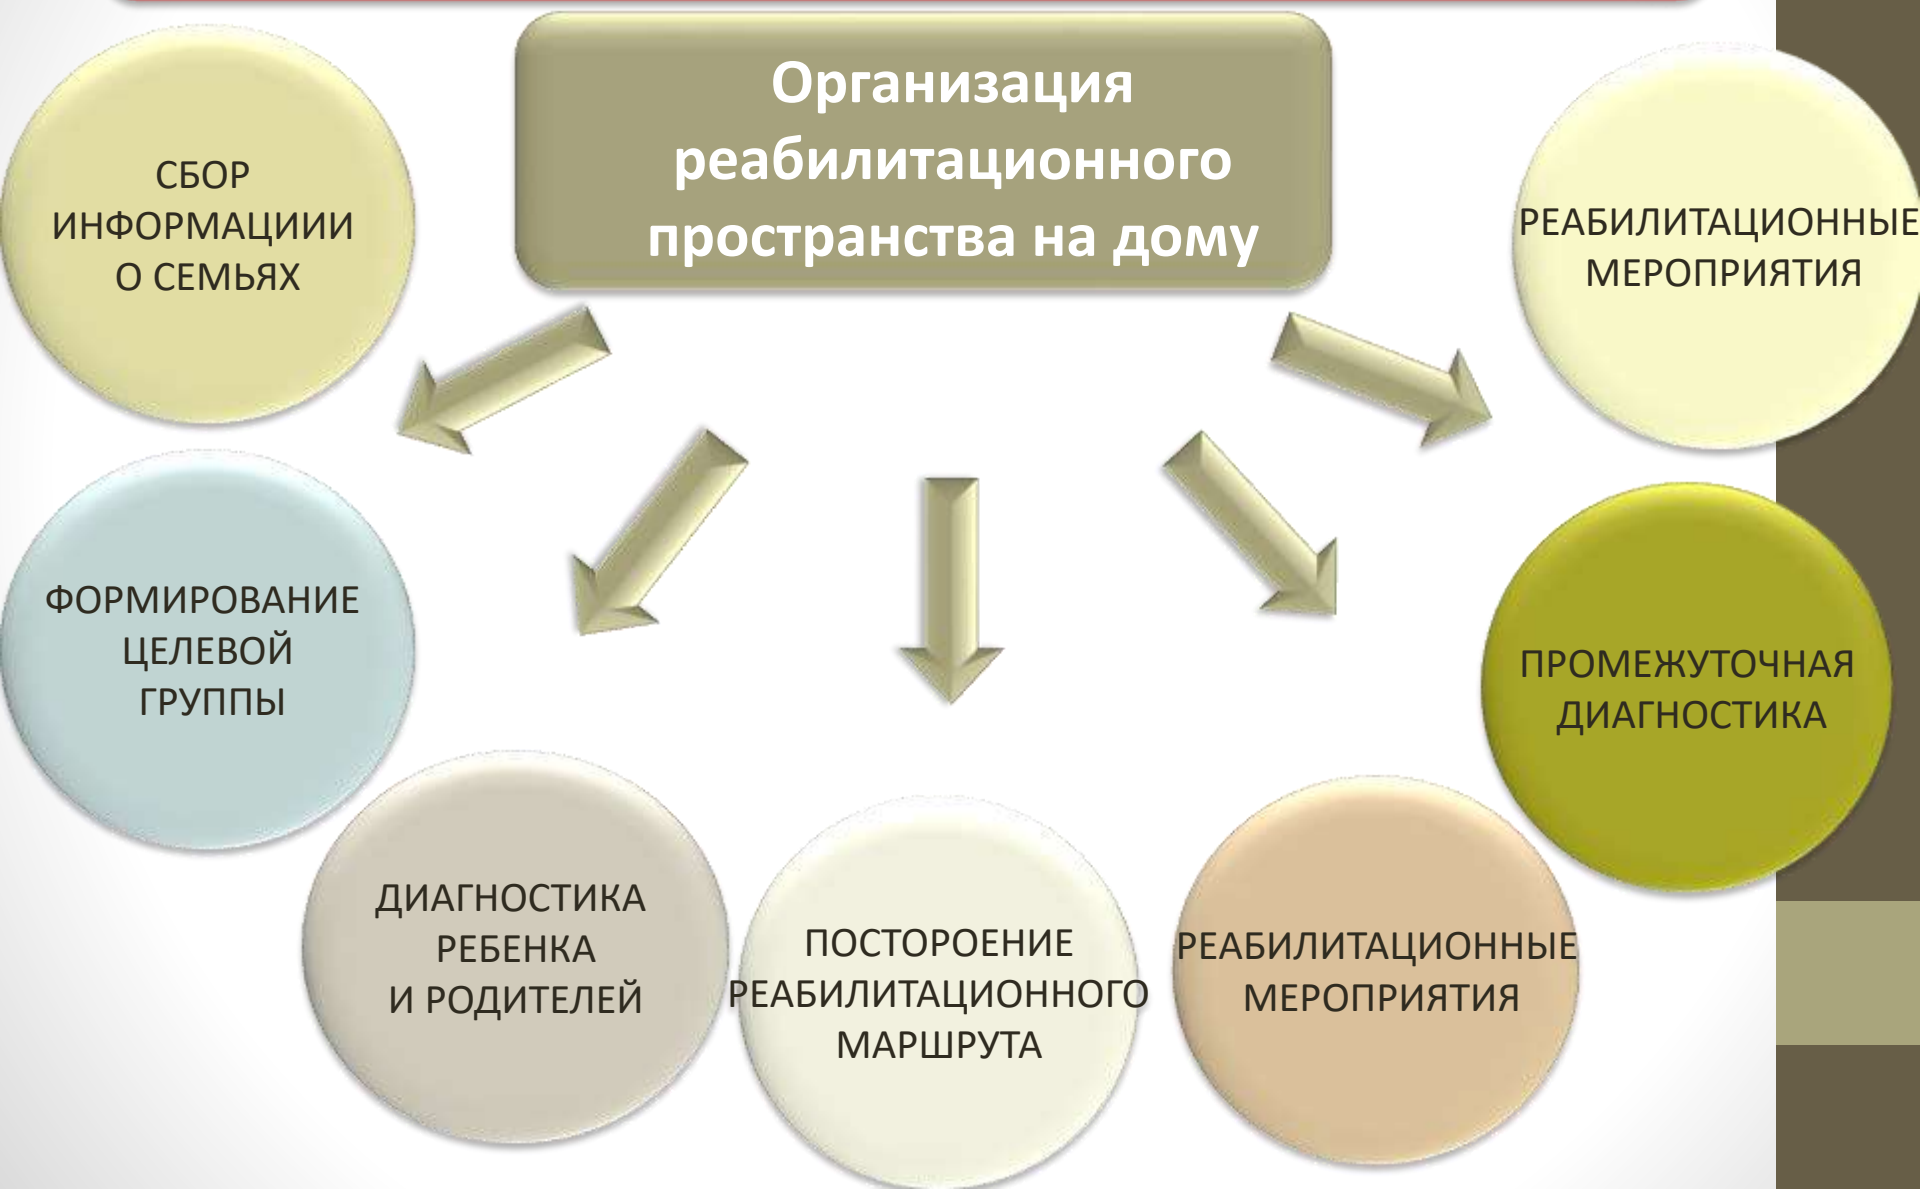 Организация
реабилитационного
пространства на дому
СБОР
ИНФОРМАЦИИИ
О СЕМЬЯХ
ФОРМИРОВАНИЕ
ЦЕЛЕВОЙ
ГРУППЫ
ДИАГНОСТИКА
РЕБЕНКА
И РОДИТЕЛЕЙ
ПОСТОРОЕНИЕ
РЕАБИЛИТАЦИОННОГО
МАРШРУТА
РЕАБИЛИТАЦИОННЫЕ
МЕРОПРИЯТИЯ
ПРОМЕЖУТОЧНАЯ
ДИАГНОСТИКА
РЕАБИЛИТАЦИОННЫЕ
МЕРОПРИЯТИЯ